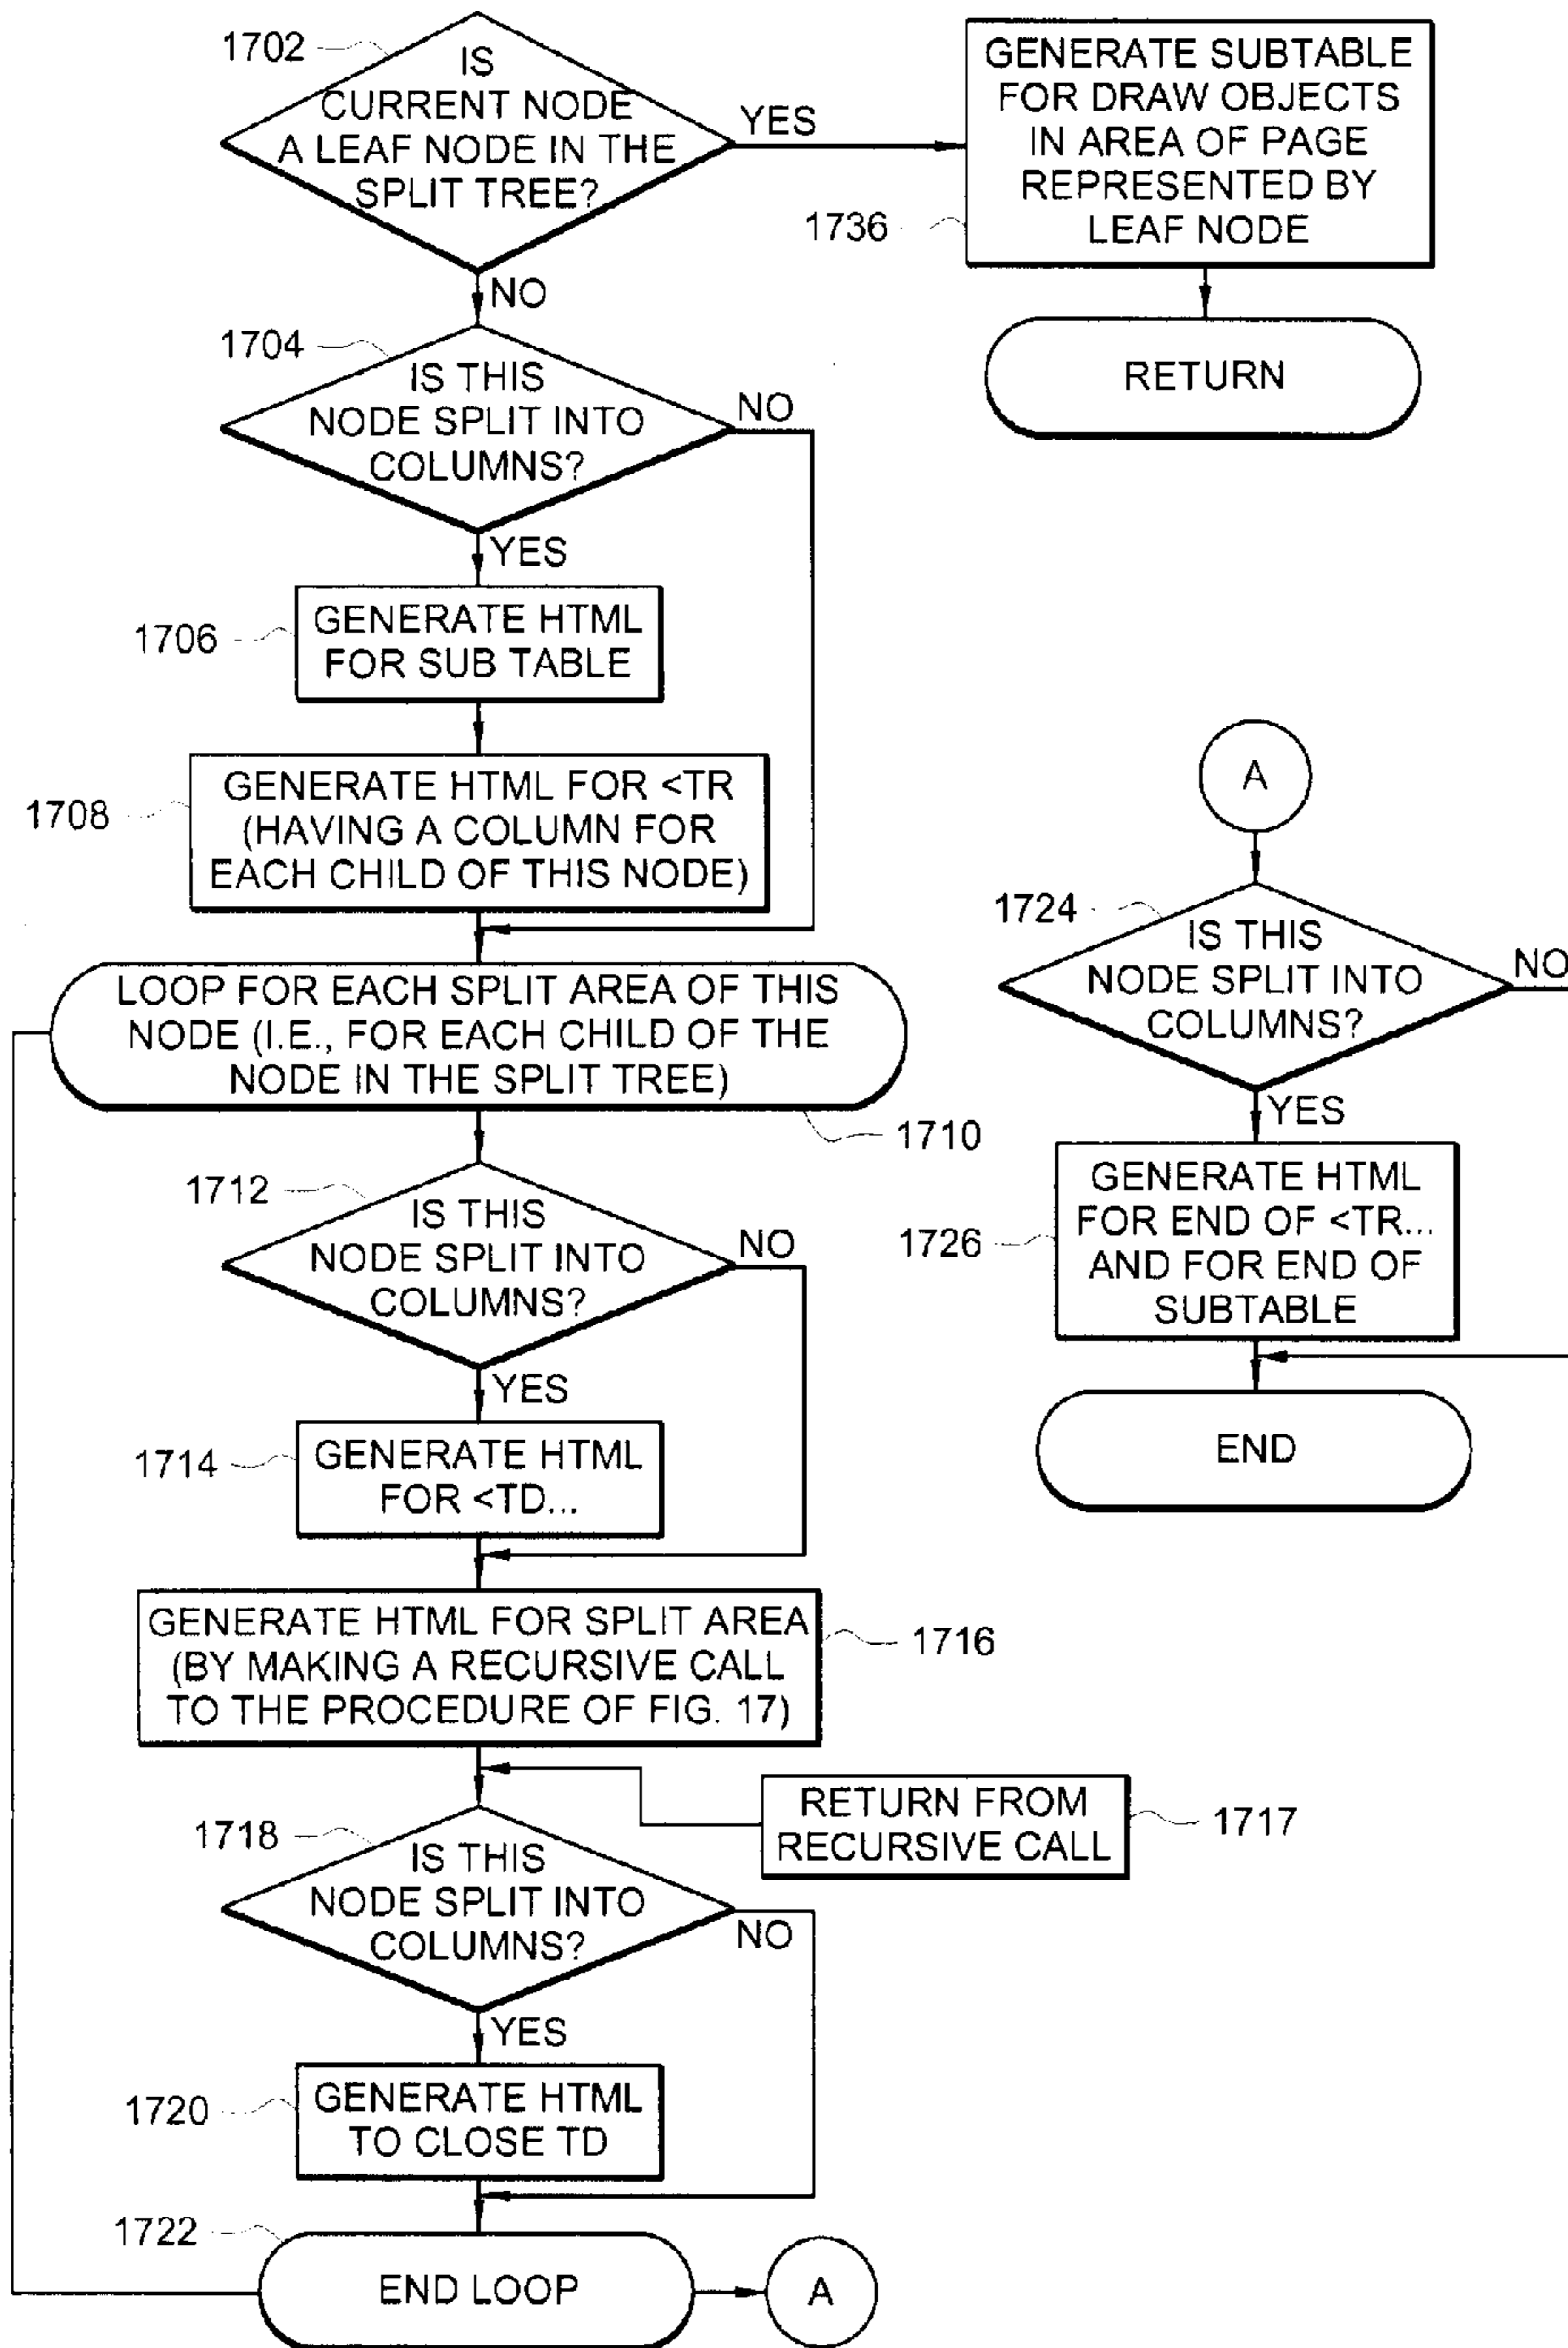 1702
IS
CURRENT NODE
A LEAF NODE IN THE
SPLIT TREE?
YES
NO
GENERATE SUBTABLE
FOR DRAW OBJECTS
IN AREA OF PAGE
REPRESENTED BY
LEAF NODE
1736
RETURN
1704
IS THIS
NODE SPLIT INTO
COLUMNS?
NO
YES
1706
GENERATE HTML
FOR SUB TABLE
1708
GENERATE HTML FOR <TR
(HAVING A COLUMN FOR
EACH CHILD OF THIS NODE)
LOOP FOR EACH SPLIT AREA OF THIS
NODE (I.E., FOR EACH CHILD OF THE
NODE IN THE SPLIT TREE)
1710
1712
IS THIS
NODE SPLIT INTO
COLUMNS?
NO
YES
1714
GENERATE HTML
FOR <TD...
GENERATE HTML FOR SPLIT AREA
(BY MAKING A RECURSIVE CALL
TO THE PROCEDURE OF FIG. 17)
1716
RETURN FROM
RECURSIVE CALL
1717
1718
IS THIS
NODE SPLIT INTO
COLUMNS?
NO
YES
1720
GENERATE HTML
TO CLOSE TD
1722
END LOOP
A
A
1724
IS THIS
NODE SPLIT INTO
COLUMNS?
NO
YES
1726
GENERATE HTML
FOR END OF <TR...
AND FOR END OF
SUBTABLE
END